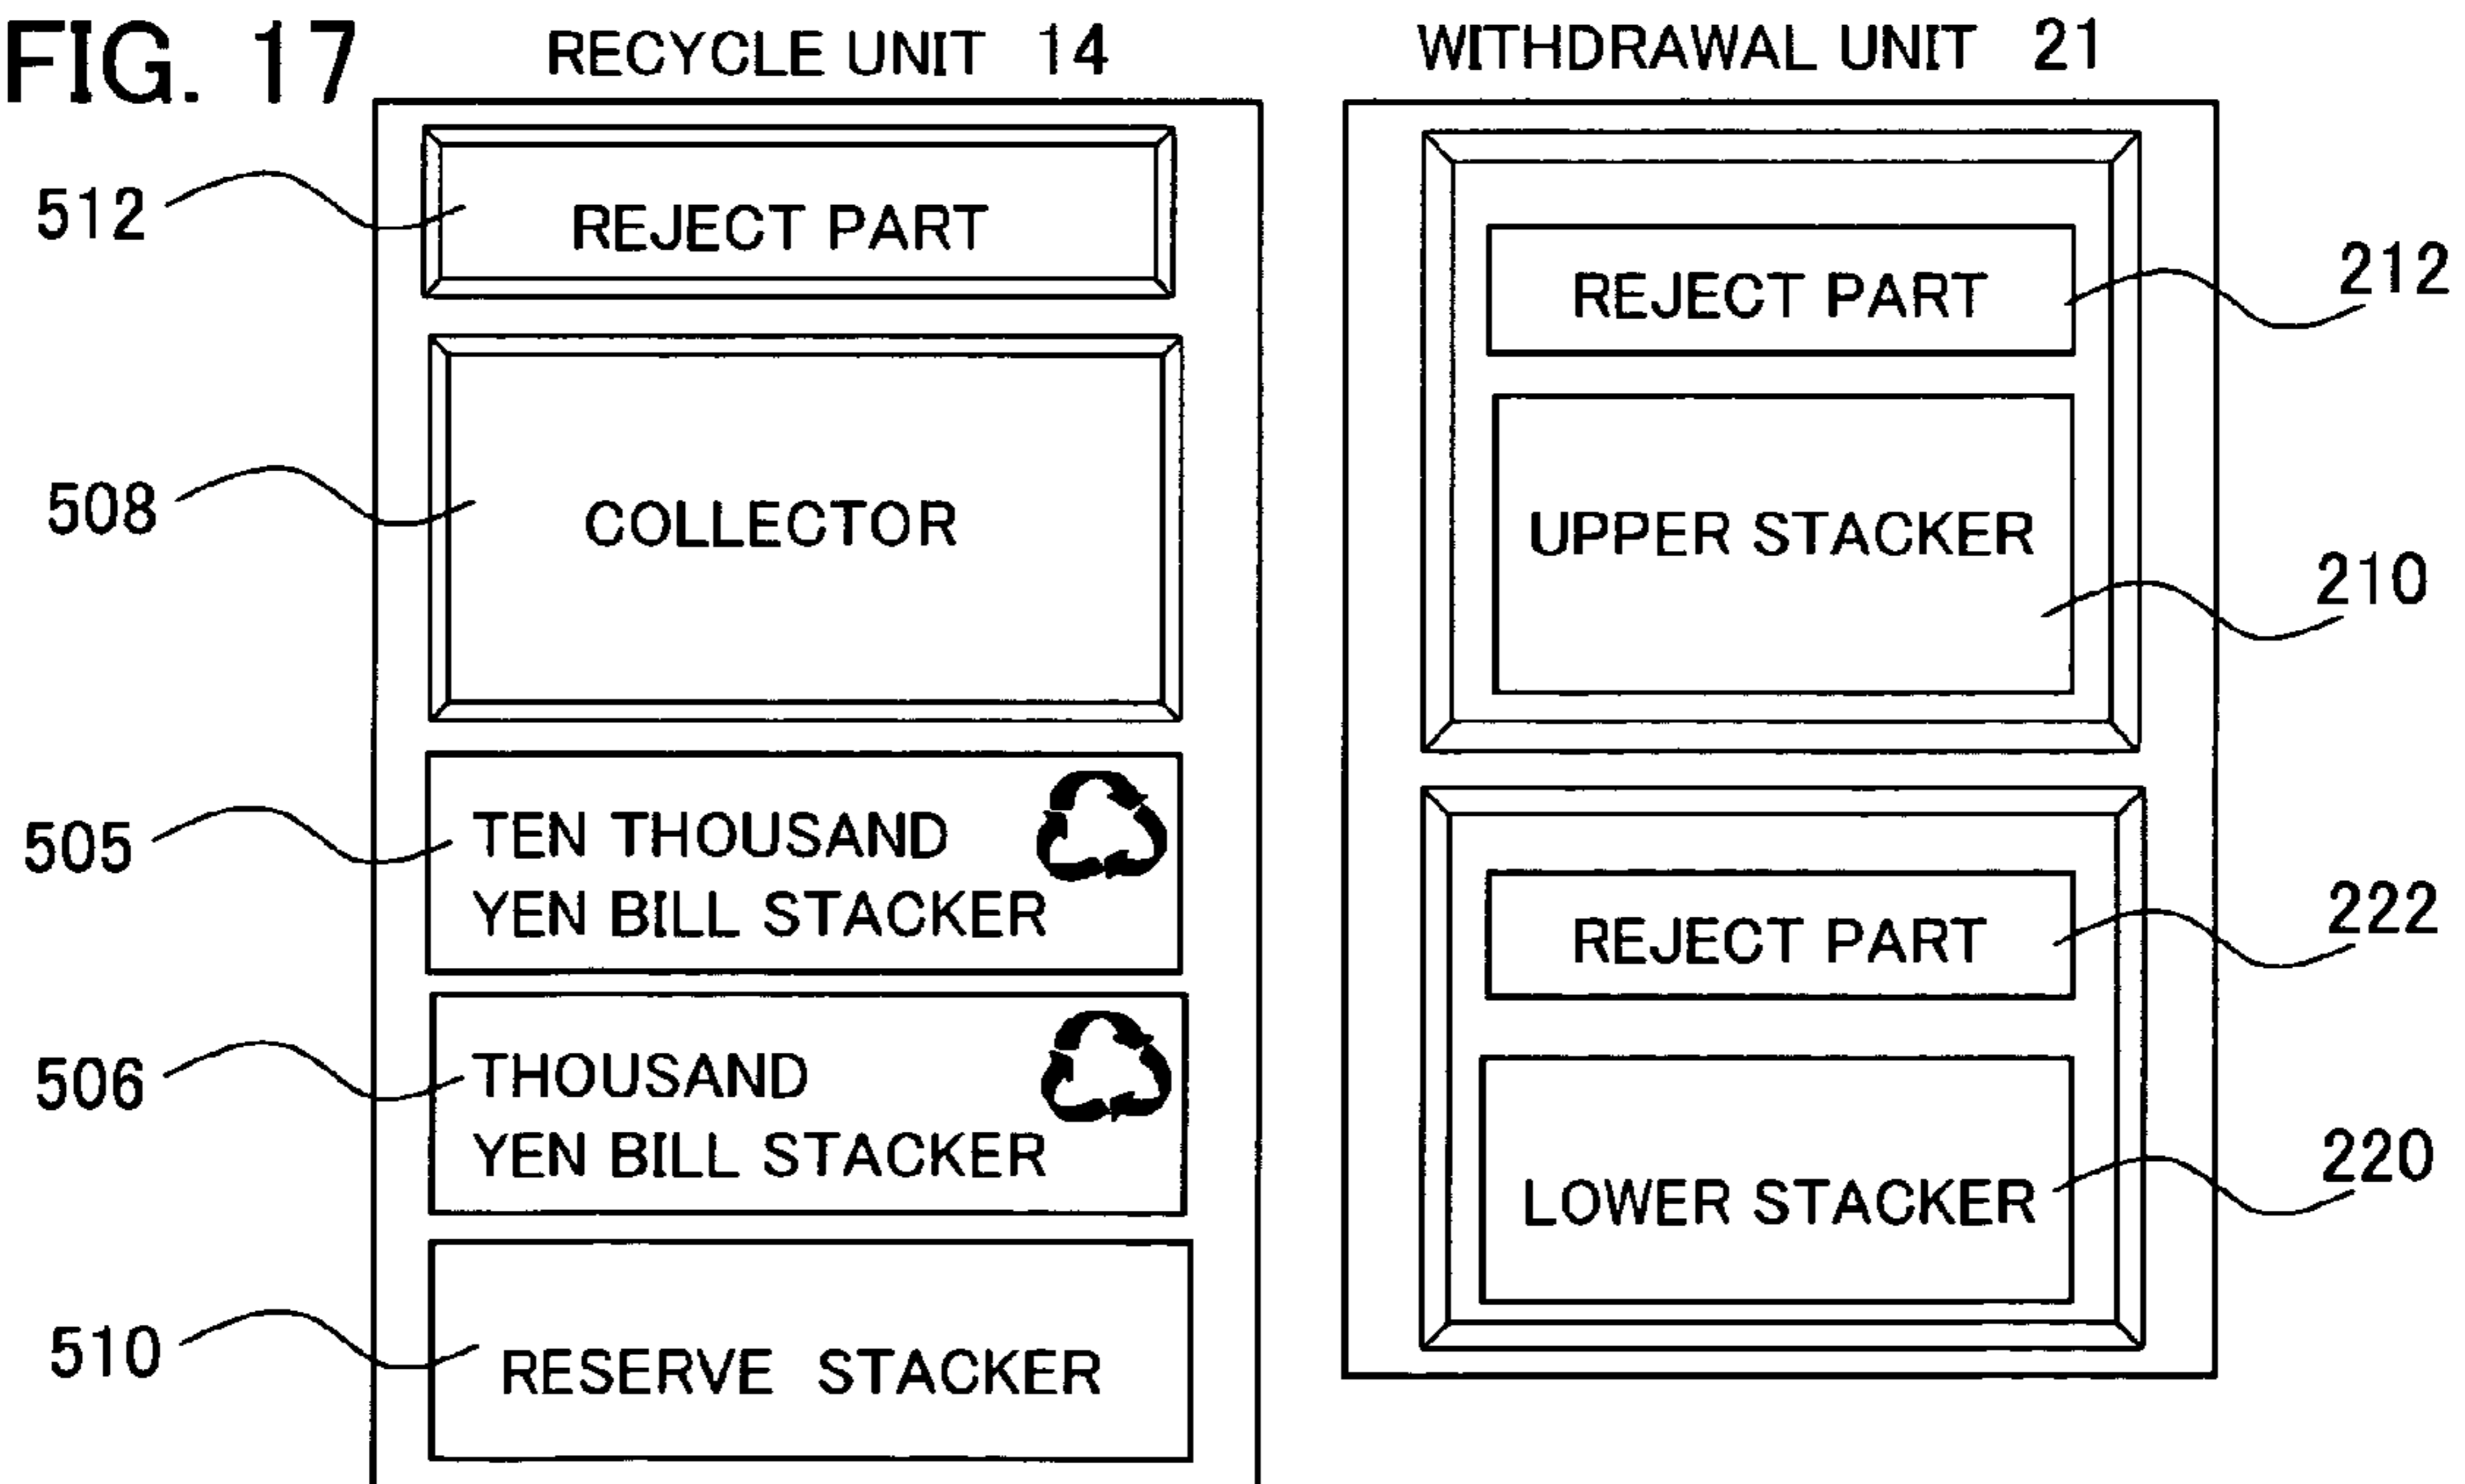 FIG. 17
RECYCLE UNIT 14
512
REJECT PART
508
COLLECTOR
505
TEN THOUSAND
YEN BILL STACKER
506
THOUSAND
YEN BILL STACKER
510
RESERVE STACKER
WITHDRAWAL UNIT 21
REJECT PART
212
UPPER STACKER
210
REJECT PART
222
LOWER STACKER
220